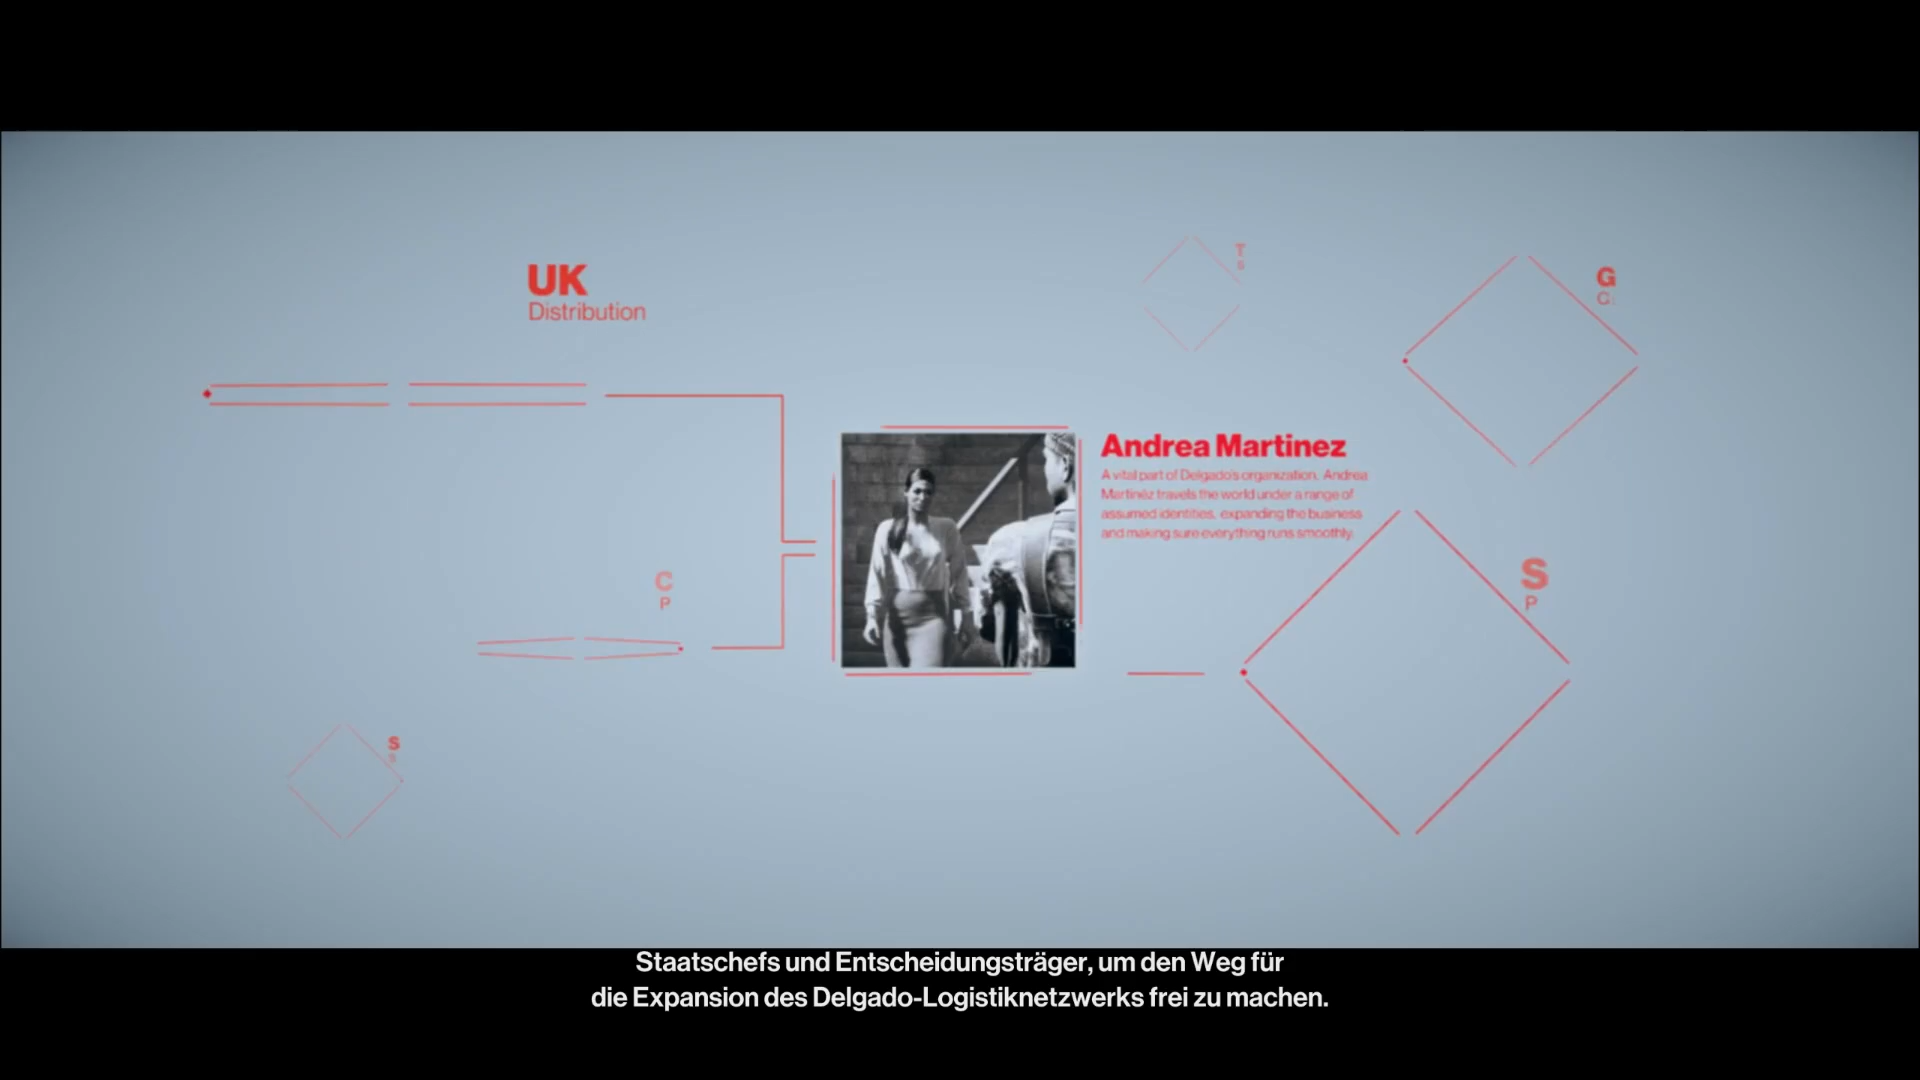 UK
Distribution
T
G
G
Andrea Martinez
A vital part of Delgado's organization, Andrea
Martinéz travels the world under a range of
assumed identities, expanding the business
and making sure everything runs smoothly.
C
P
S
P
S
Staatschefs und Entscheidungsträger, um den Weg für
die Expansion des Delgado-Logistiknetzwerks frei zu machen.